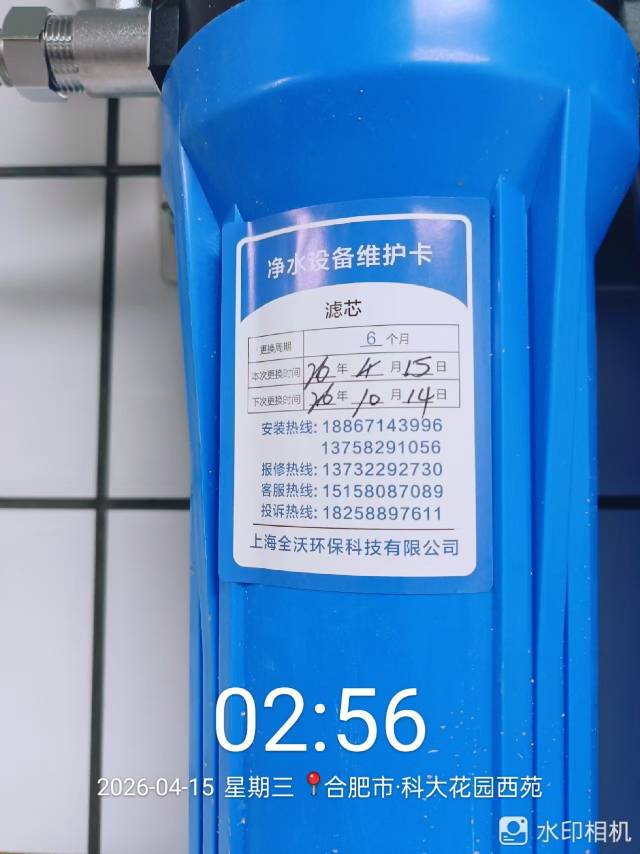 净水设备维护卡
滤芯
更换周期 6 个月
本次更换时间 26 年 4 月 15 日
下次更换时间 26 年 10 月 14 日
安装热线: 18867143996
13758291056
报修热线: 13732292730
客服热线: 15158087089
投诉热线: 18258897611
上海全沃环保科技有限公司
02:56
2026-04-15 星期三 合肥市·科大花园西苑
水印相机